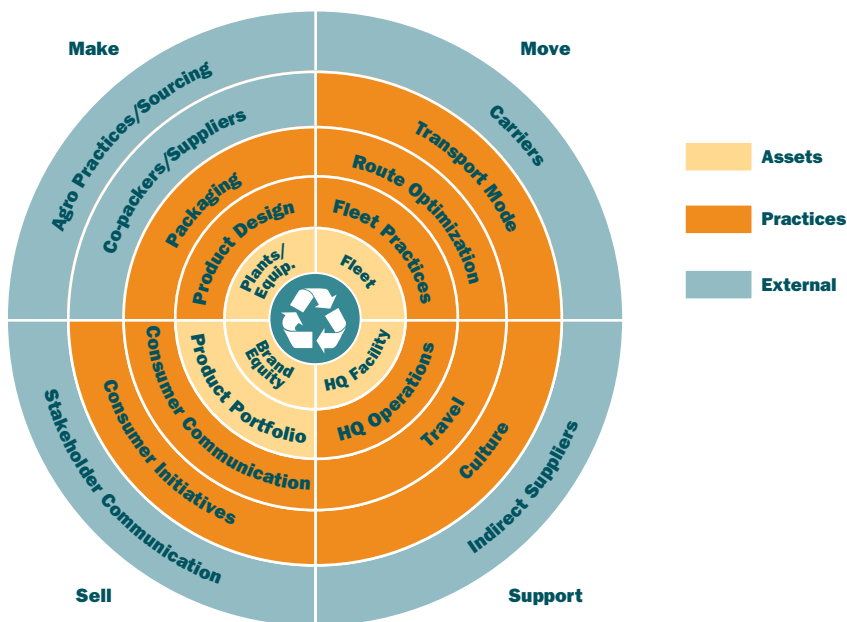 Make
Move
Agro Practices/Sourcing
Co-packers/Suppliers
Packaging
Product Design
Plants/
Equip.
Carriers
Transport Mode
Route Optimization
Fleet Practices
Fleet
Assets
Practices
External
Brand
Equity
Product Portfolio
Consumer Communication
Consumer Initiatives
Stakeholder Communication
HQ Facility
HQ Operations
Travel
Culture
Indirect Suppliers
Sell
Support